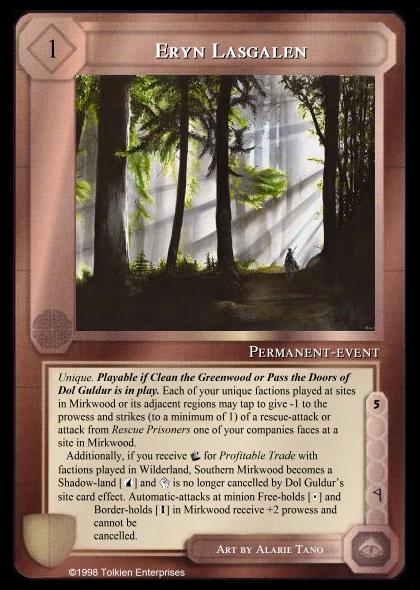 1
Eryn Lasgalen
Permanent-event
Unique. Playable if Clean the Greenwood or Pass the Doors of
Dol Guldur is in play. Each of your unique factions played at sites
in Mirkwood or its adjacent regions may tap to give -1 to the
prowess and strikes (to a minimum of 1) of a rescue-attack or
attack from Rescue Prisoners one of your companies faces at a
site in Mirkwood.
Additionally, if you receive for Profitable Trade with
factions played in Wilderland, Southern Mirkwood becomes a
Shadow-land [ ] and is no longer cancelled by Dol Guldur's
site card effect. Automatic-attacks at minion Free-holds [ ] and
Border-holds [ ] in Mirkwood receive +2 prowess and
cannot be
cancelled.
5
Art by Alarie Tano
©1998 Tolkien Enterprises